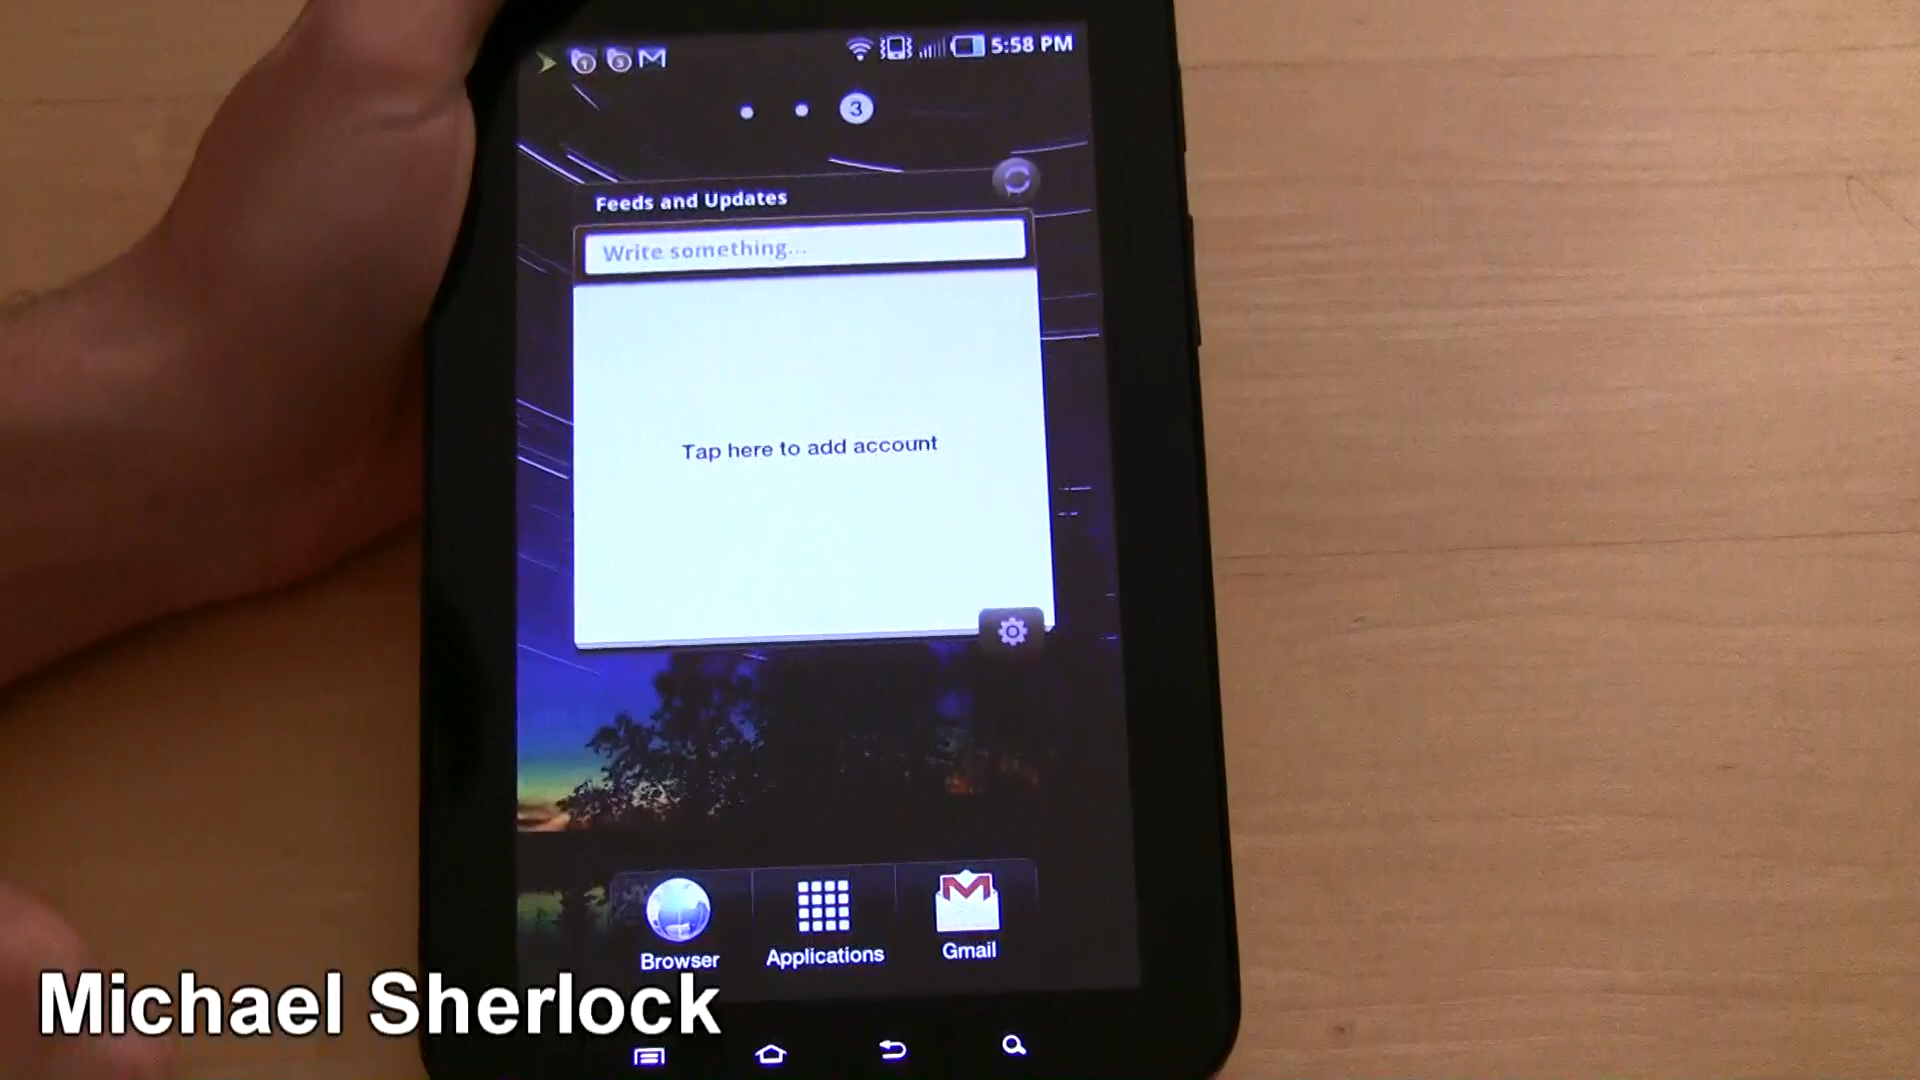 5:58 PM
3
Feeds and Updates
Write something...
Tap here to add account
Browser
Applications
Gmail
Michael Sherlock